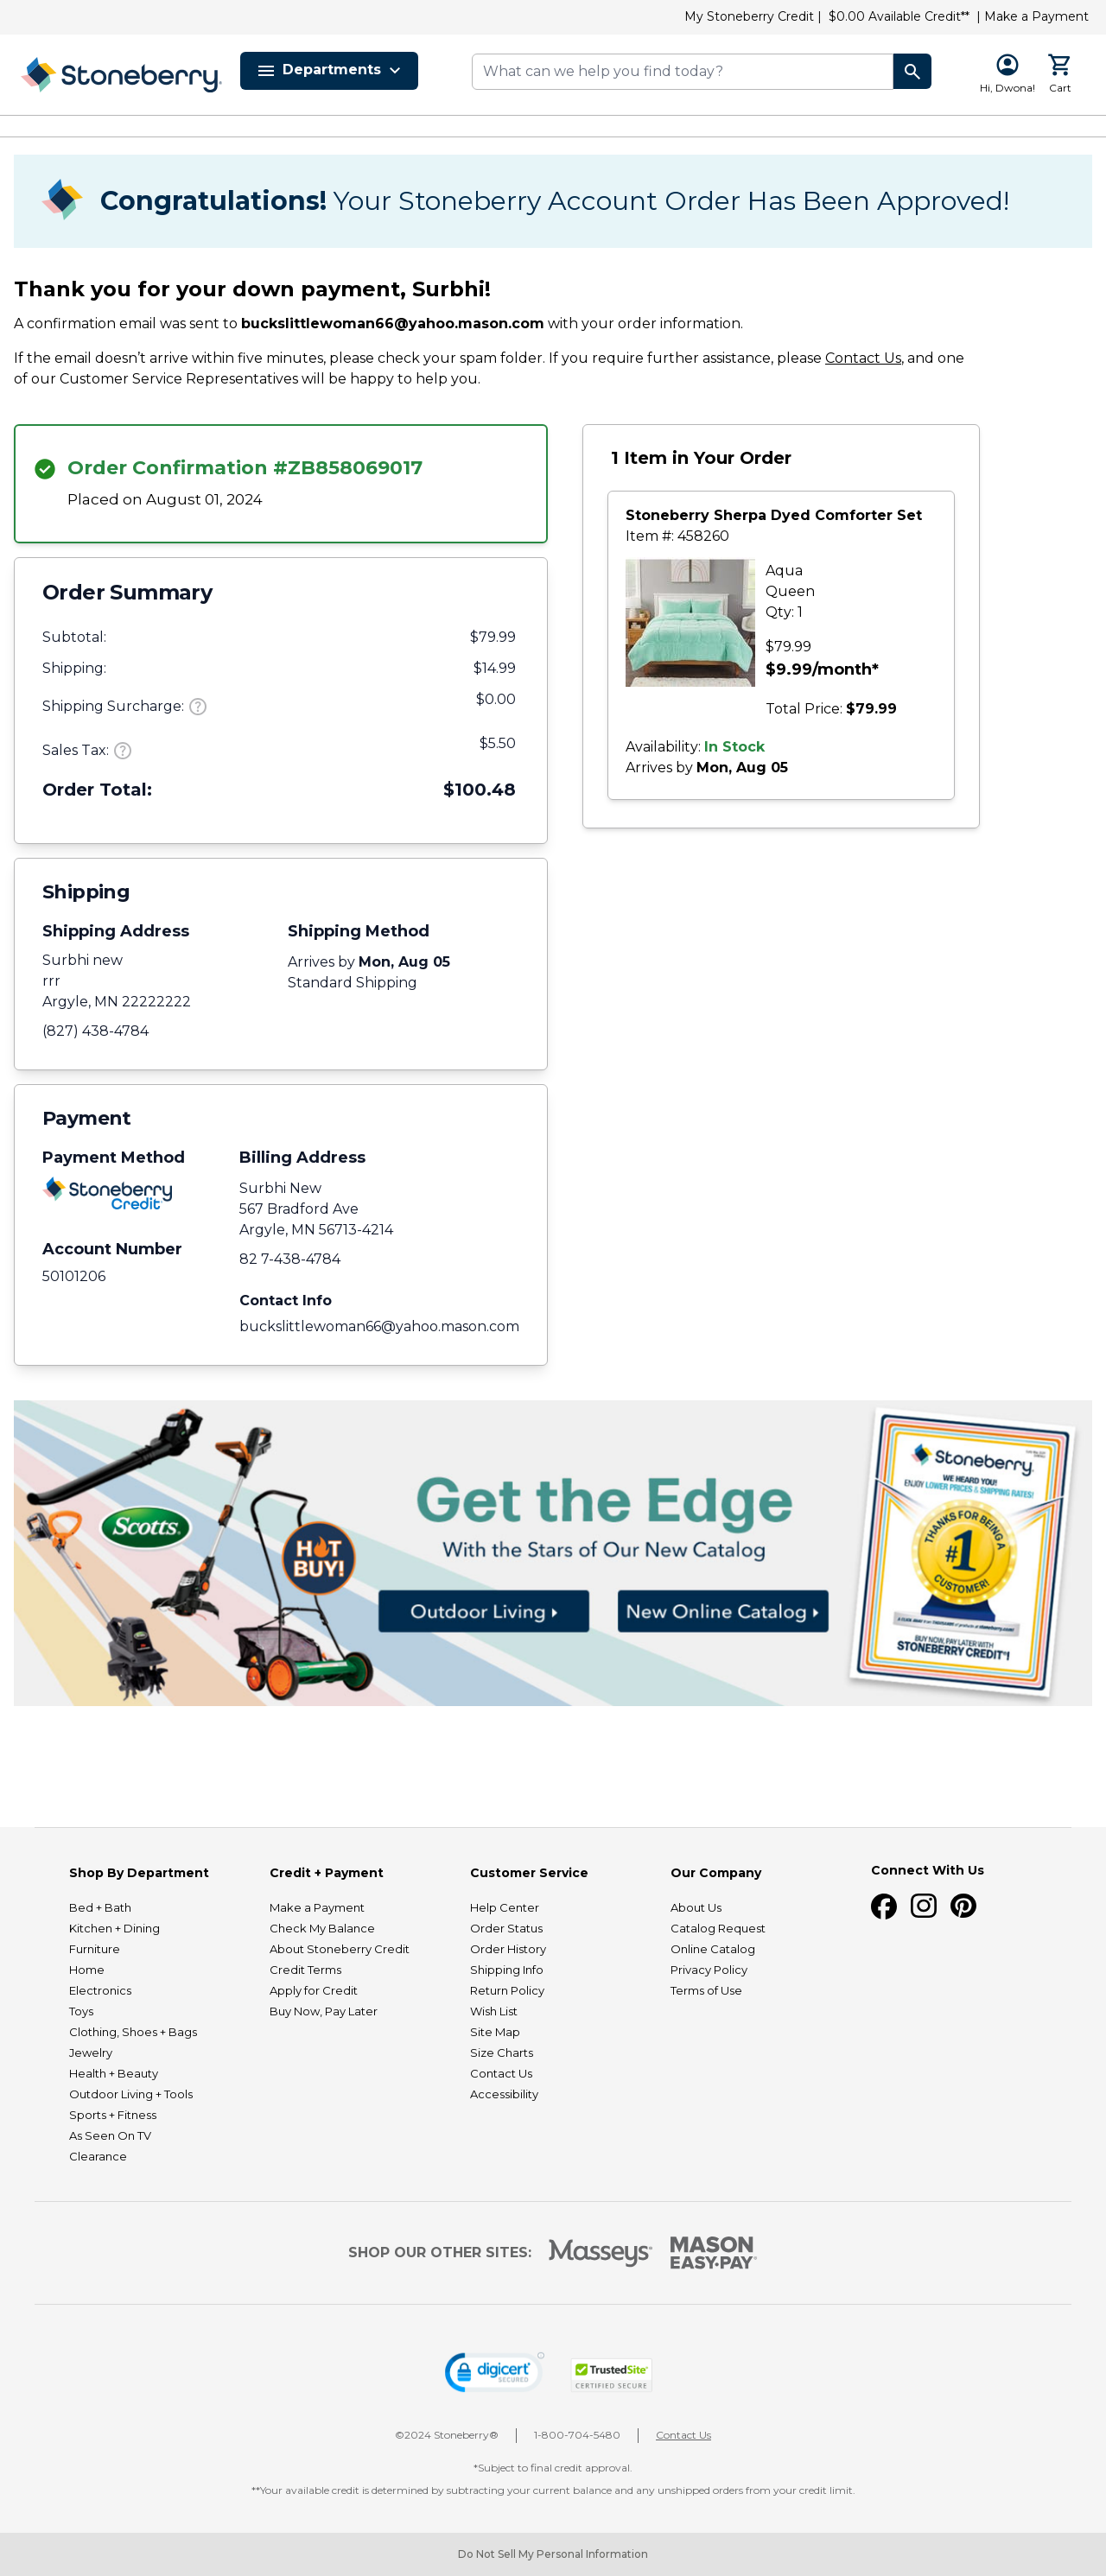 My Stoneberry Credit | $0.00 Available Credit** | Make a Payment
Stoneberry
Departments
What can we help you find today?
Hi, Dwona!
Cart
Congratulations! Your Stoneberry Account Order Has Been Approved!
Thank you for your down payment, Surbhi!
A confirmation email was sent to buckslittlewoman66@yahoo.mason.com with your order information.
If the email doesn’t arrive within five minutes, please check your spam folder. If you require further assistance, please Contact Us, and one
of our Customer Service Representatives will be happy to help you.
Order Confirmation #ZB858069017
Placed on August 01, 2024
Order Summary
Subtotal: $79.99
Shipping: $14.99
Shipping Surcharge: ? $0.00
Sales Tax: ? $5.50
Order Total: $100.48
1 Item in Your Order
Stoneberry Sherpa Dyed Comforter Set
Item #: 458260
Aqua
Queen
Qty: 1
$79.99
$9.99/month*
Total Price: $79.99
Availability: In Stock
Arrives by Mon, Aug 05
Shipping
Shipping Address
Surbhi new
rrr
Argyle, MN 22222222
(827) 438-4784
Shipping Method
Arrives by Mon, Aug 05
Standard Shipping
Payment
Payment Method
Stoneberry
Credit
Account Number
50101206
Billing Address
Surbhi New
567 Bradford Ave
Argyle, MN 56713-4214
82 7-438-4784
Contact Info
buckslittlewoman66@yahoo.mason.com
Scotts
HOT
BUY!
Get the Edge
With the Stars of Our New Catalog
Outdoor Living
New Online Catalog
Stoneberry
WE HEARD YOU!
ENJOY LOWER PRICES & SHIPPING RATES!
THANKS FOR BEING A
#1
CUSTOMER!
BUY NOW, PAY LATER WITH
STONEBERRY CREDIT*!
Shop By Department
Bed + Bath
Kitchen + Dining
Furniture
Home
Electronics
Toys
Clothing, Shoes + Bags
Jewelry
Health + Beauty
Outdoor Living + Tools
Sports + Fitness
As Seen On TV
Clearance
Credit + Payment
Make a Payment
Check My Balance
About Stoneberry Credit
Credit Terms
Apply for Credit
Buy Now, Pay Later
Customer Service
Help Center
Order Status
Order History
Shipping Info
Return Policy
Wish List
Site Map
Size Charts
Contact Us
Accessibility
Our Company
About Us
Catalog Request
Online Catalog
Privacy Policy
Terms of Use
Connect With Us
SHOP OUR OTHER SITES:
Masseys
MASON
EASY•PAY
digicert
SECURED
TrustedSite
CERTIFIED SECURE
©2024 Stoneberry®
1-800-704-5480
Contact Us
*Subject to final credit approval.
**Your available credit is determined by subtracting your current balance and any unshipped orders from your credit limit.
Do Not Sell My Personal Information